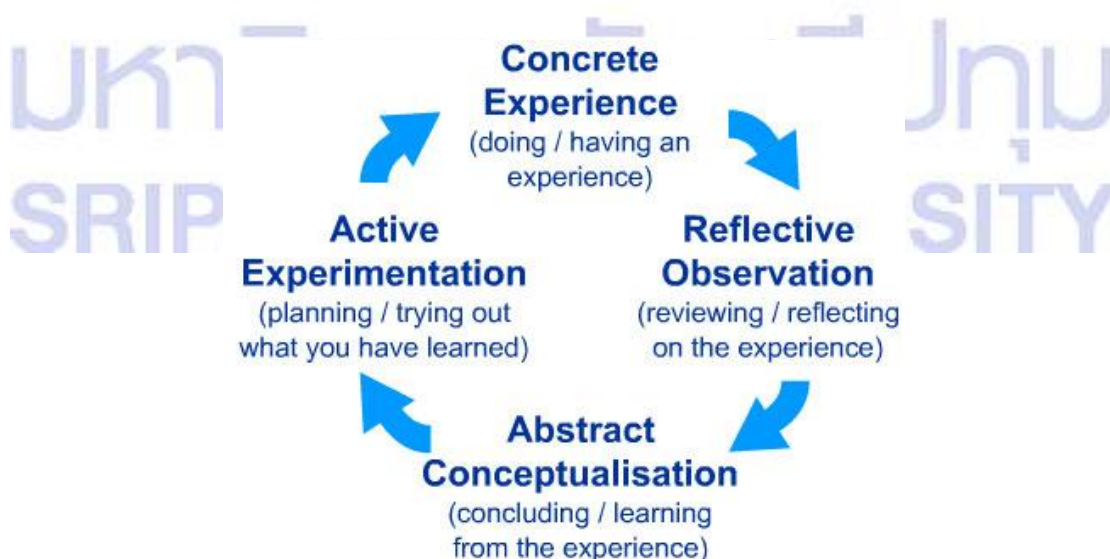 Concrete
Experience
(doing / having an
experience)
Reflective
Observation
(reviewing / reflecting
on the experience)
Abstract
Conceptualisation
(concluding / learning
from the experience)
Active
Experimentation
(planning / trying out
what you have learned)